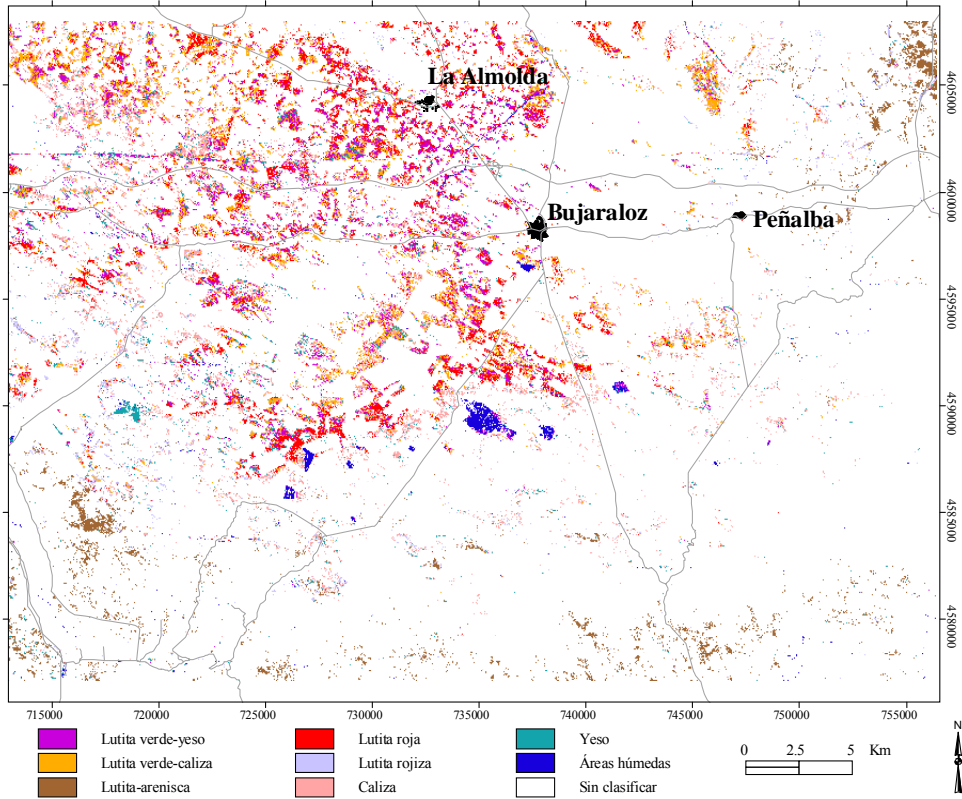 La Almolda
Bujaraloz
Peñalba
4605000
4600000
4595000
4590000
4585000
4580000
715000 720000 725000 730000 735000 740000 745000 750000 755000
Lutita verde-yeso Lutita roja Yeso
Lutita verde-caliza Lutita rojiza Áreas húmedas
Lutita-arenisca Caliza Sin clasificar
0 2.5 5 Km
N